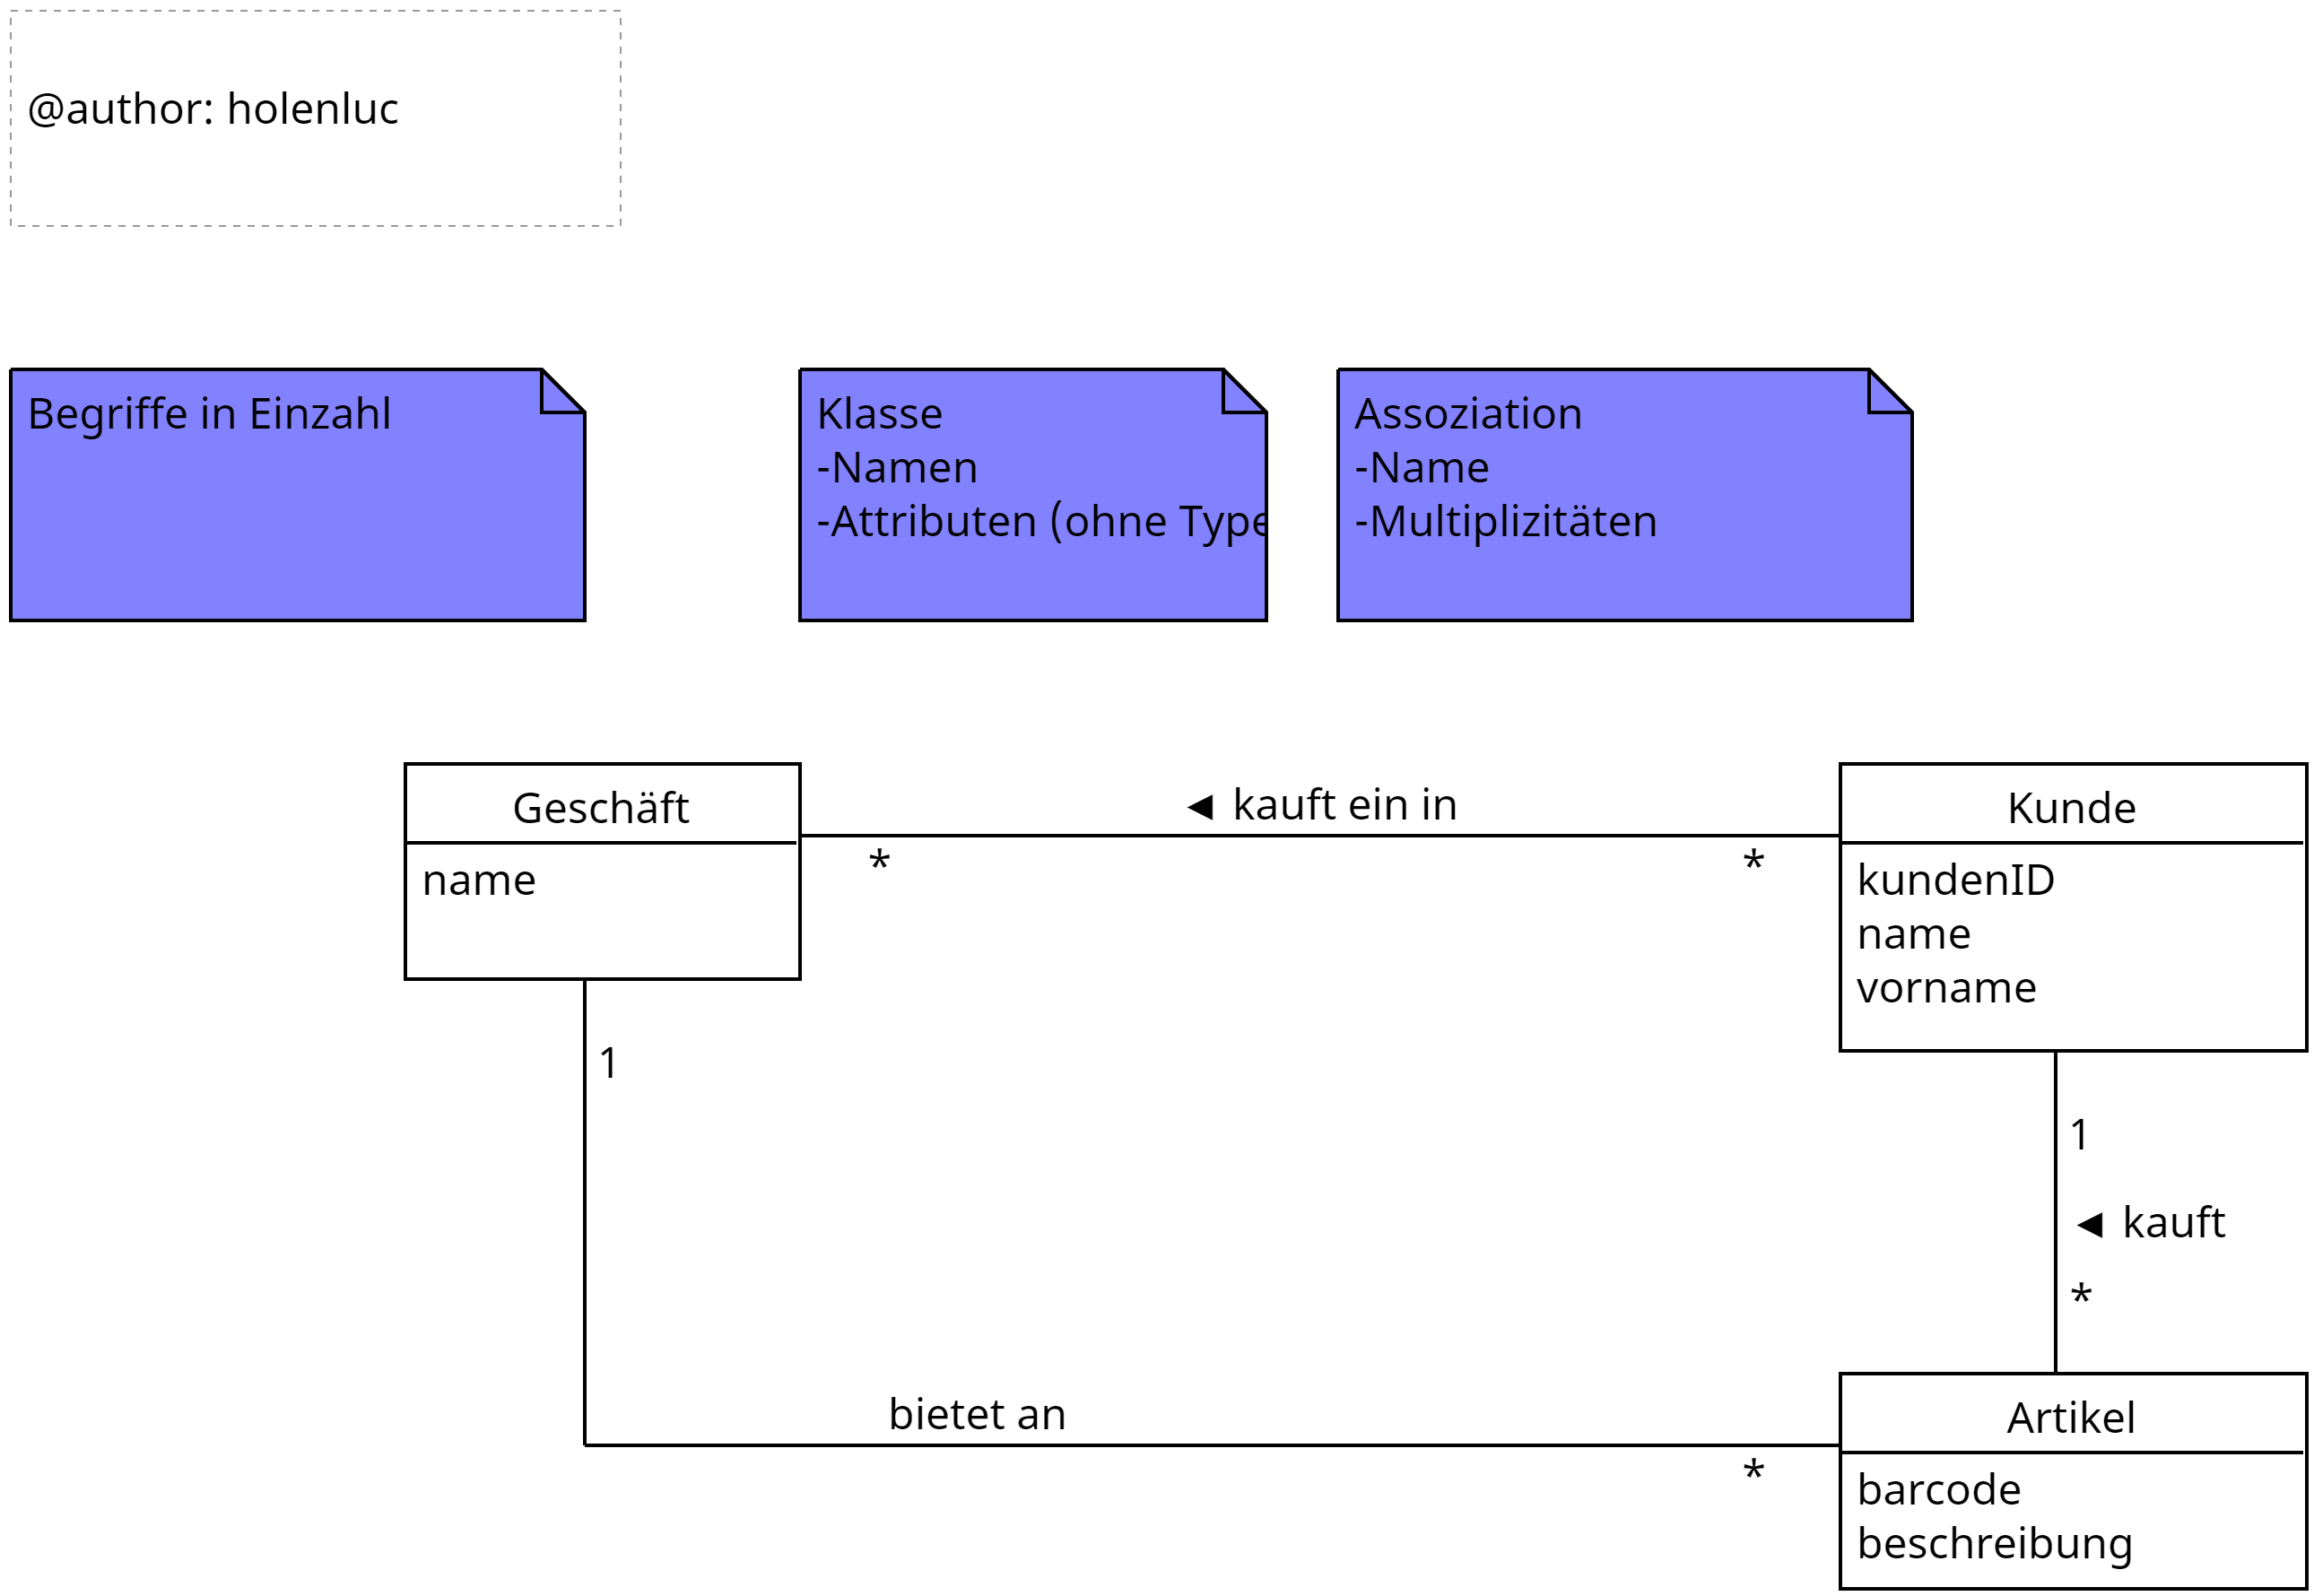 @author: holenluc
Begriffe in Einzahl
Klasse
-Namen
-Attributen (ohne Type
Assoziation
-Name
-Multiplizitäten
Geschäft
name
◄ kauft ein in
*
*
Kunde
kundenID
name
vorname
1
1
◄ kauft
*
bietet an
*
Artikel
barcode
beschreibung